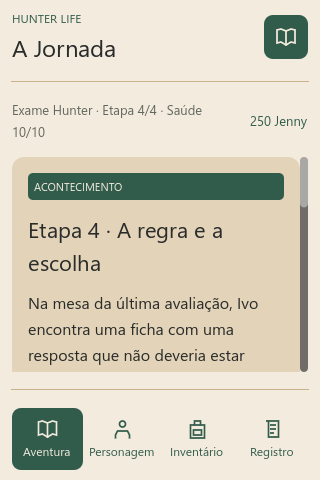 HUNTER LIFE
A Jornada
Exame Hunter · Etapa 4/4 · Saúde
10/10
250 Jenny
ACONTECIMENTO
Etapa 4 · A regra e a
escolha
Na mesa da última avaliação, Ivo
encontra uma ficha com uma
resposta que não deveria estar
Aventura
Personagem
Inventário
Registro